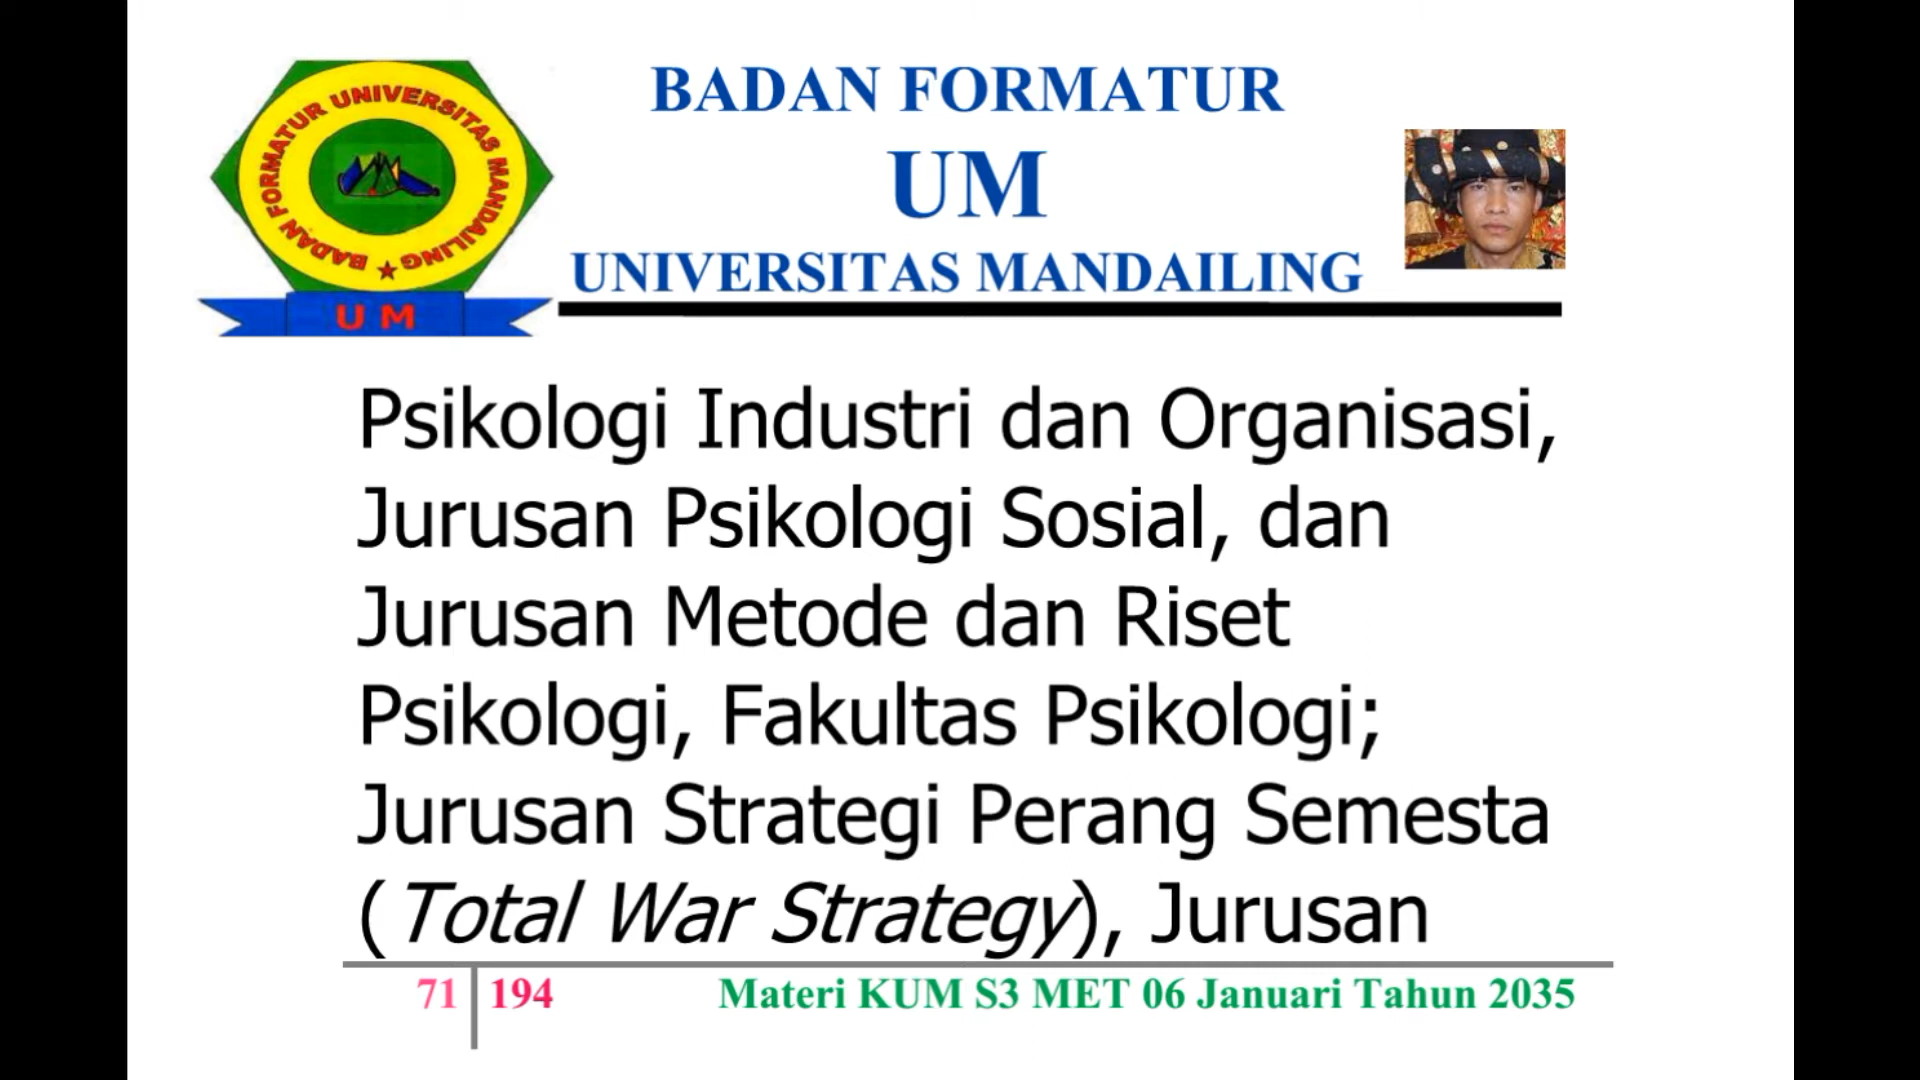 BADAN FORMATUR UNIVERSITAS MANDAILING
UM
BADAN FORMATUR
UM
UNIVERSITAS MANDAILING
Psikologi Industri dan Organisasi,
Jurusan Psikologi Sosial, dan
Jurusan Metode dan Riset
Psikologi, Fakultas Psikologi;
Jurusan Strategi Perang Semesta
(Total War Strategy), Jurusan
71 194 Materi KUM S3 MET 06 Januari Tahun 2035